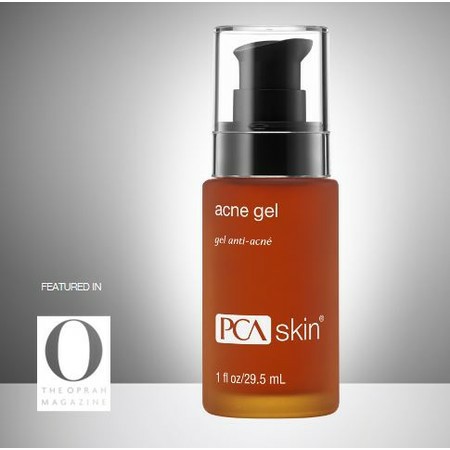 acne gel
gel anti-acné
PCA skin®
1 fl oz/29.5 mL
FEATURED IN
O
THE OPRAH
MAGAZINE